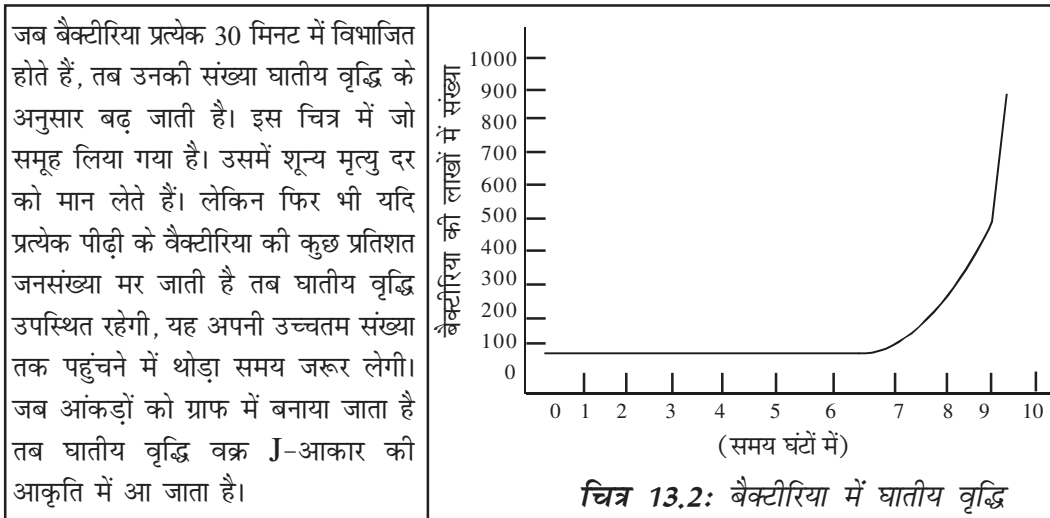 जब बैक्टीरिया प्रत्येक 30 मिनट में विभाजित
होते हैं, तब उनकी संख्या घातीय वृद्धि के
अनुसार बढ़ जाती है। इस चित्र में जो
समूह लिया गया है। उसमें शून्य मृत्यु दर
को मान लेते हैं। लेकिन फिर भी यदि
प्रत्येक पीढ़ी के वैक्टीरिया की कुछ प्रतिशत
जनसंख्या मर जाती है तब घातीय वृद्धि
उपस्थित रहेगी, यह अपनी उच्चतम संख्या
तक पहुंचने में थोड़ा समय जरूर लेगी।
जब आंकड़ों को ग्राफ में बनाया जाता है
तब घातीय वृद्धि वक्र J-आकार की
आकृति में आ जाता है।
बैक्टीरिया की लाखों में संख्या
1000
900
800
700
600
500
400
300
200
100
0
0 1 2 3 4 5 6 7 8 9 10
(समय घंटों में)
चित्र 13.2: बैक्टीरिया में घातीय वृद्धि